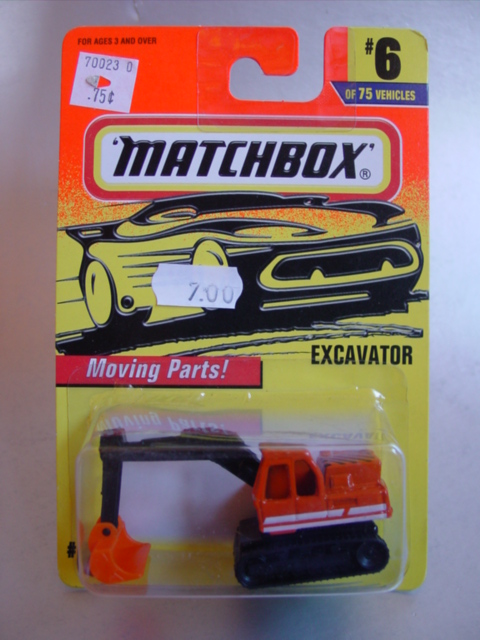 FOR AGES 3 AND OVER
70023 0
.75¢
#6
OF 75 VEHICLES
'MATCHBOX'®
7.00
EXCAVATOR
Moving Parts!
#